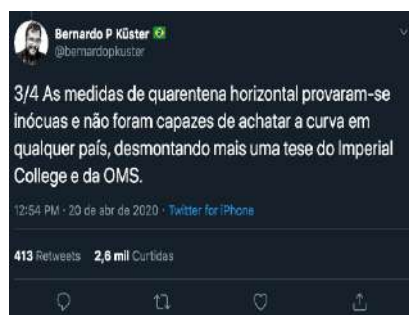 Bernardo P Küster
@bernardopkuster
3/4 As medidas de quarentena horizontal provaram-se
inócuas e não foram capazes de achatar a curva em
qualquer país, desmontando mais uma tese do Imperial
College e da OMS.
12:54 PM · 20 de abr de 2020 · Twitter for iPhone
413 Retweets 2,6 mil Curtidas